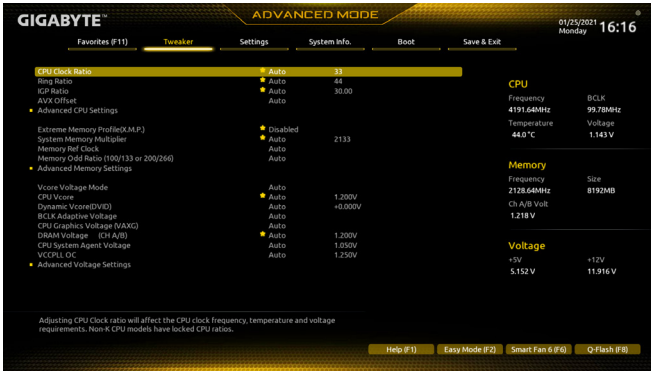 GIGABYTE™
ADVANCED MODE
01/25/2021
Monday
16:16
Favorites (F11) Tweaker Settings System Info. Boot Save & Exit
CPU Clock Ratio Auto 33
Ring Ratio Auto 44
IGP Ratio Auto 30.00
AVX Offset Auto
Advanced CPU Settings
Extreme Memory Profile(X.M.P.) Disabled
System Memory Multiplier Auto 2133
Memory Ref Clock Auto
Memory Odd Ratio (100/133 or 200/266) Auto
Advanced Memory Settings
Vcore Voltage Mode Auto
CPU Vcore Auto 1.200V
Dynamic Vcore(DVID) Auto +0.000V
BCLK Adaptive Voltage Auto
CPU Graphics Voltage (VAXG) Auto
DRAM Voltage (CH A/B) Auto 1.200V
CPU System Agent Voltage Auto 1.050V
VCCPLL OC Auto 1.250V
Advanced Voltage Settings
CPU
Frequency BCLK
4191.64MHz 99.78MHz
Temperature Voltage
44.0 °C 1.143 V
Memory
Frequency Size
2128.64MHz 8192MB
Ch A/B Volt
1.218 V
Voltage
+5V +12V
5.152 V 11.916 V
Adjusting CPU Clock ratio will affect the CPU clock frequency, temperature and voltage
requirements. Non-K CPU models have locked CPU ratios.
Help (F1) Easy Mode (F2) Smart Fan 6 (F6) Q-Flash (F8)